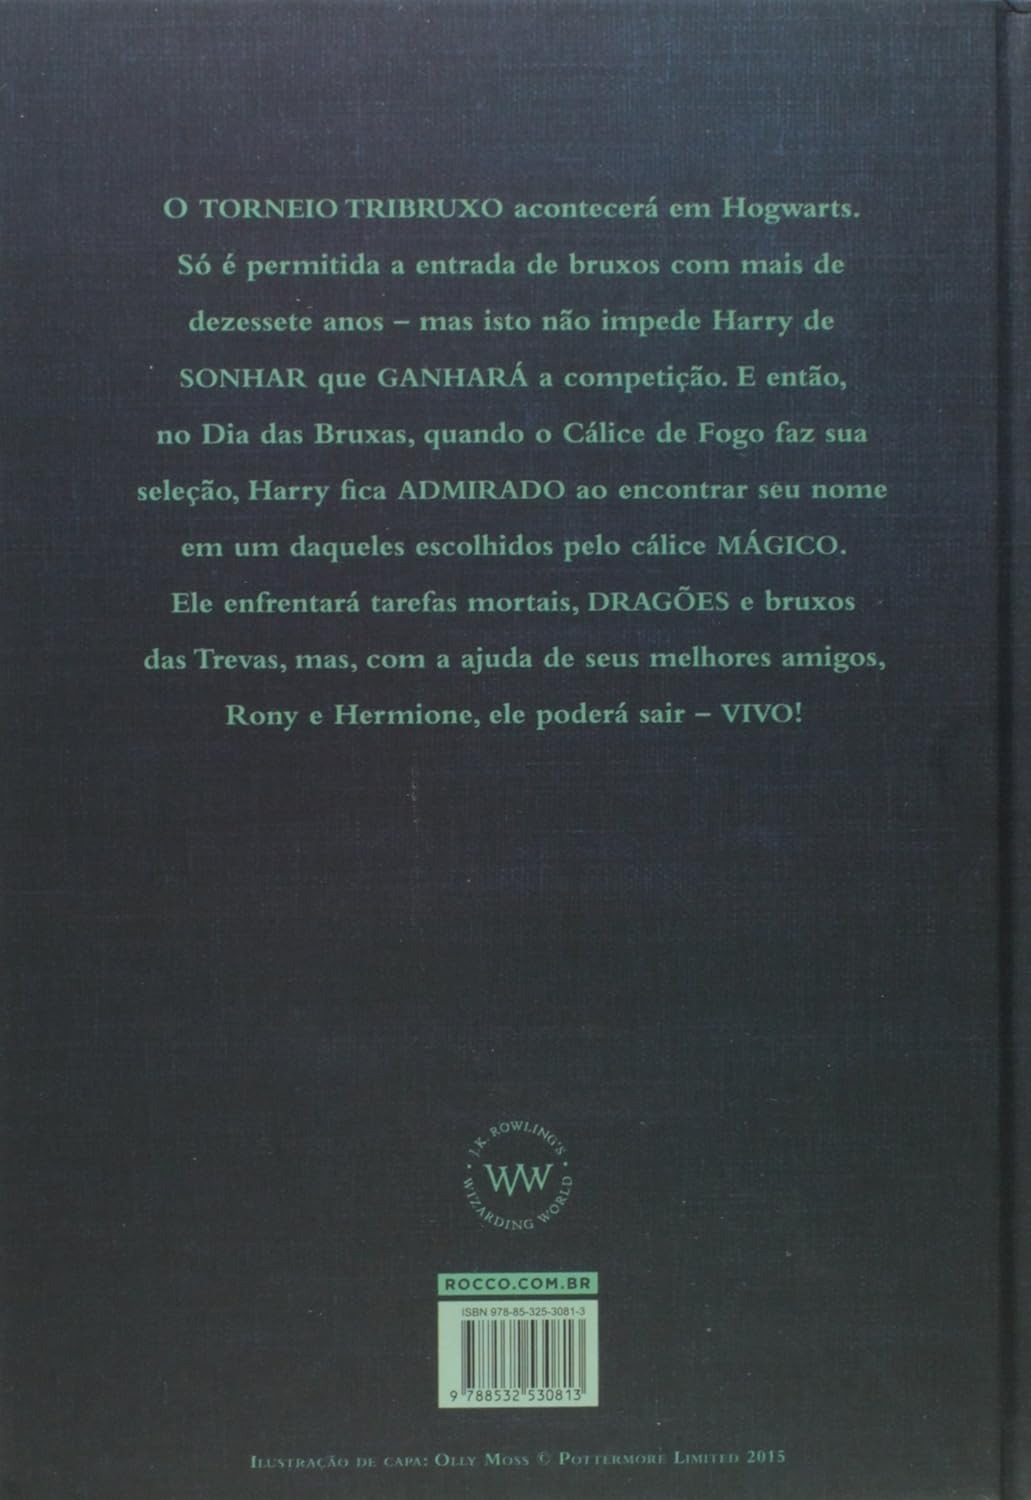 O TORNEIO TRIBRUXO acontecerá em Hogwarts.
Só é permitida a entrada de bruxos com mais de
dezessete anos – mas isto não impede Harry de
SONHAR que GANHARÁ a competição. E então,
no Dia das Bruxas, quando o Cálice de Fogo faz sua
seleção, Harry fica ADMIRADO ao encontrar seu nome
em um daqueles escolhidos pelo cálice MÁGICO.
Ele enfrentará tarefas mortais, DRAGÕES e bruxos
das Trevas, mas, com a ajuda de seus melhores amigos,
Rony e Hermione, ele poderá sair – VIVO!
J.K. ROWLING'S
WW
WIZARDING WORLD
ROCCO.COM.BR
ISBN 978-85-325-3081-3
9 788532 530813
ILUSTRAÇÃO DE CAPA: OLLY MOSS © POTTERMORE LIMITED 2015